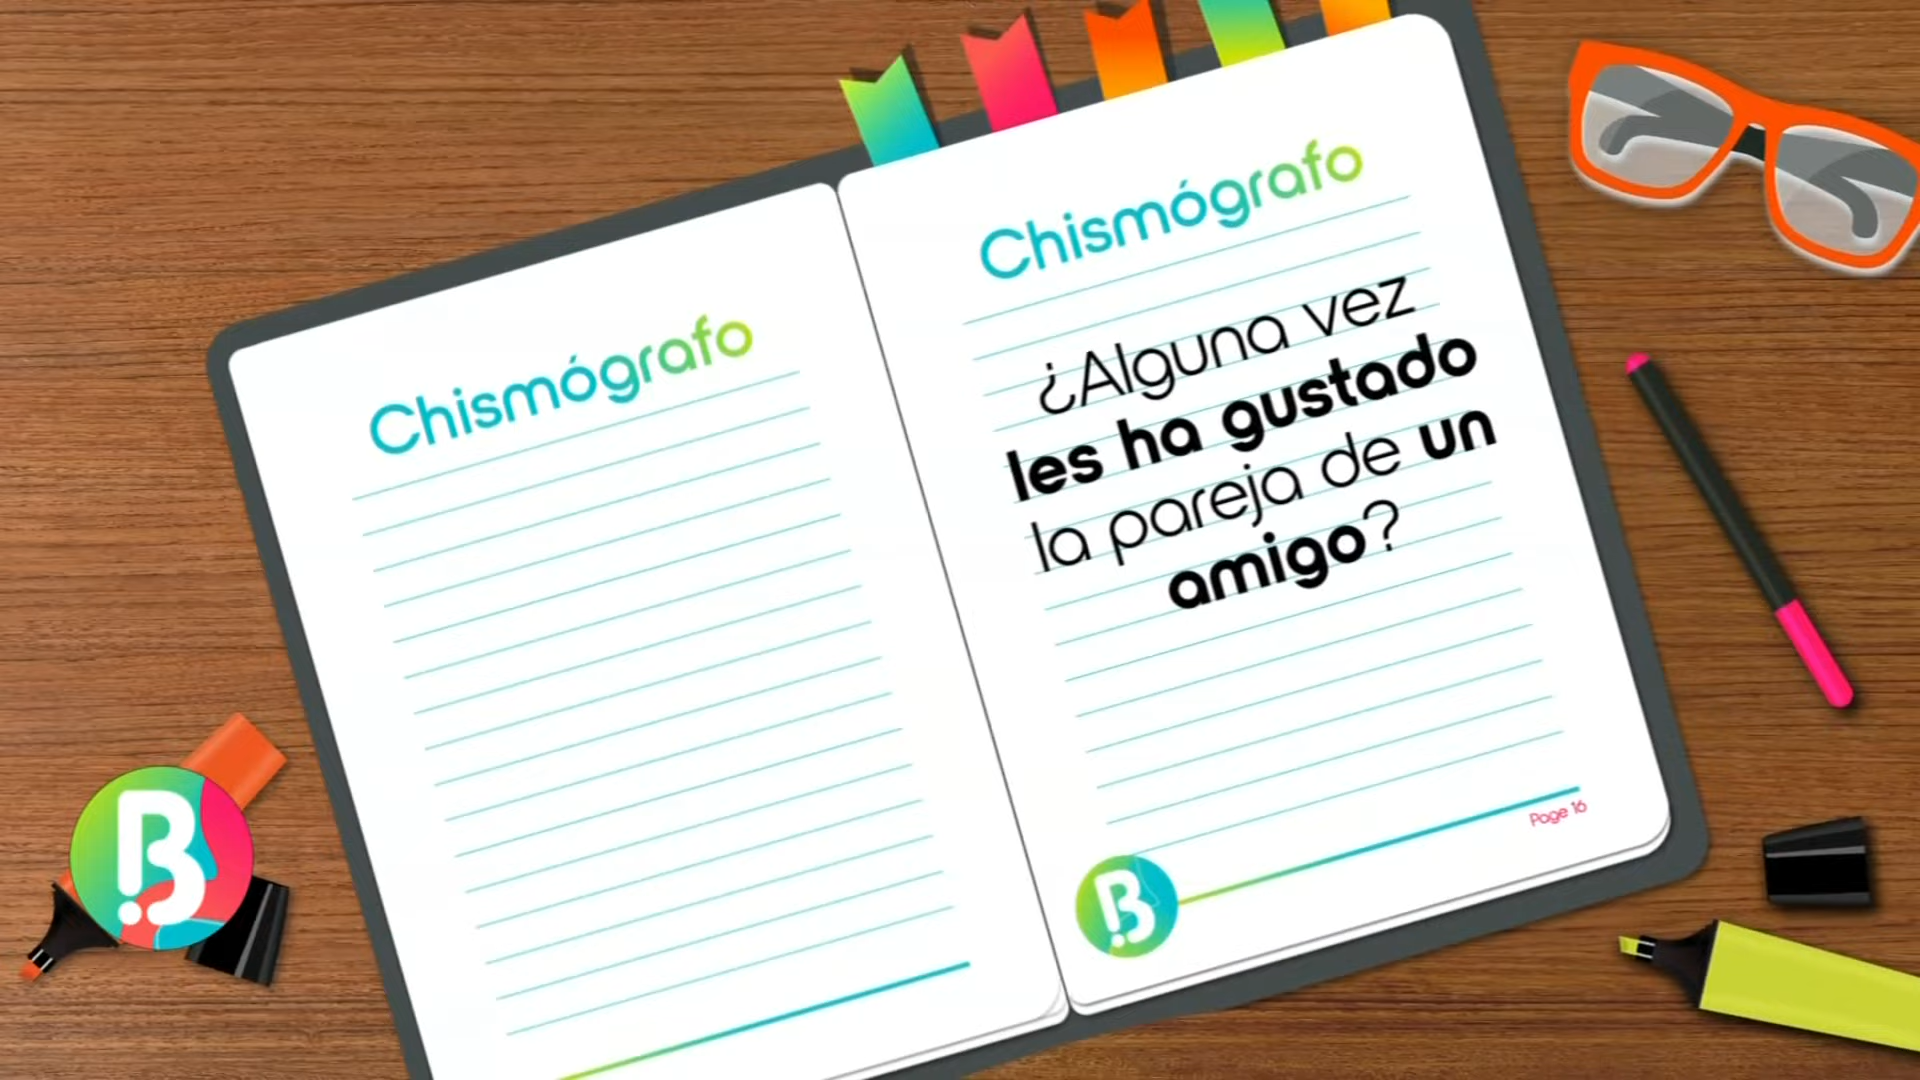 Chismógrafo
Chismógrafo
¿Alguna vez
les ha gustado
la pareja de un
amigo?
Page 16
B
B